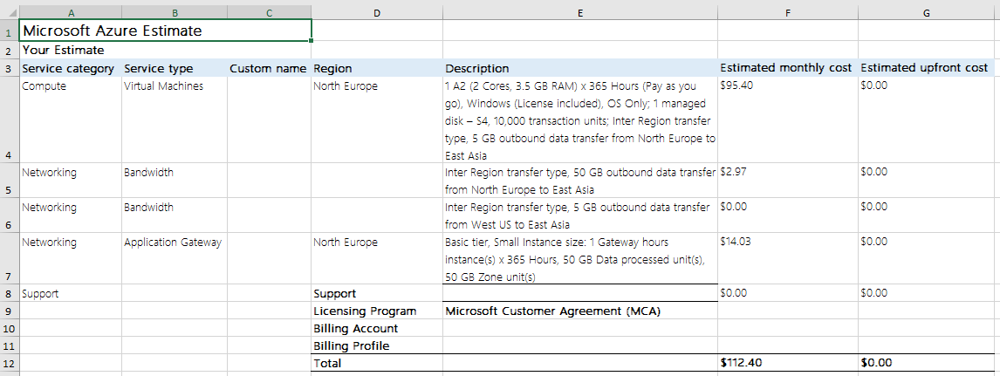 A B C D E F G
1 Microsoft Azure Estimate
2 Your Estimate
3 Service category Service type Custom name Region Description Estimated monthly cost Estimated upfront cost
Compute Virtual Machines North Europe 1 A2 (2 Cores, 3.5 GB RAM) x 365 Hours (Pay as you $95.40 $0.00
go), Windows (License included), OS Only; 1 managed
disk – S4, 10,000 transaction units; Inter Region transfer
type, 5 GB outbound data transfer from North Europe to
4 East Asia
Networking Bandwidth Inter Region transfer type, 50 GB outbound data transfer $2.97 $0.00
5 from North Europe to East Asia
Networking Bandwidth Inter Region transfer type, 5 GB outbound data transfer $0.00 $0.00
6 from West US to East Asia
Networking Application Gateway North Europe Basic tier, Small Instance size: 1 Gateway hours $14.03 $0.00
instance(s) x 365 Hours, 50 GB Data processed unit(s),
7 50 GB Zone unit(s)
8 Support Support $0.00 $0.00
9 Licensing Program Microsoft Customer Agreement (MCA)
10 Billing Account
11 Billing Profile
12 Total $112.40 $0.00